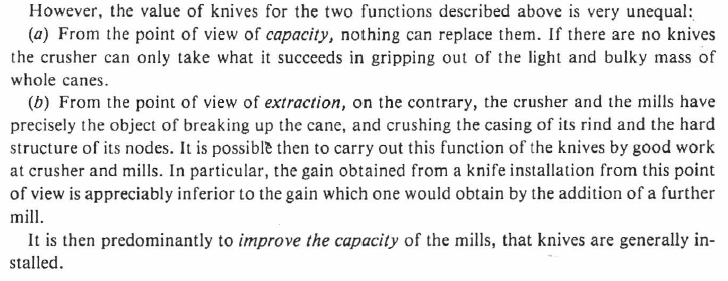 However, the value of knives for the two functions described above is very unequal:
(a) From the point of view of capacity, nothing can replace them. If there are no knives
the crusher can only take what it succeeds in gripping out of the light and bulky mass of
whole canes.
(b) From the point of view of extraction, on the contrary, the crusher and the mills have
precisely the object of breaking up the cane, and crushing the casing of its rind and the hard
structure of its nodes. It is possible then to carry out this function of the knives by good work
at crusher and mills. In particular, the gain obtained from a knife installation from this point
of view is appreciably inferior to the gain which one would obtain by the addition of a further
mill.
It is then predominantly to improve the capacity of the mills, that knives are generally in-
stalled.